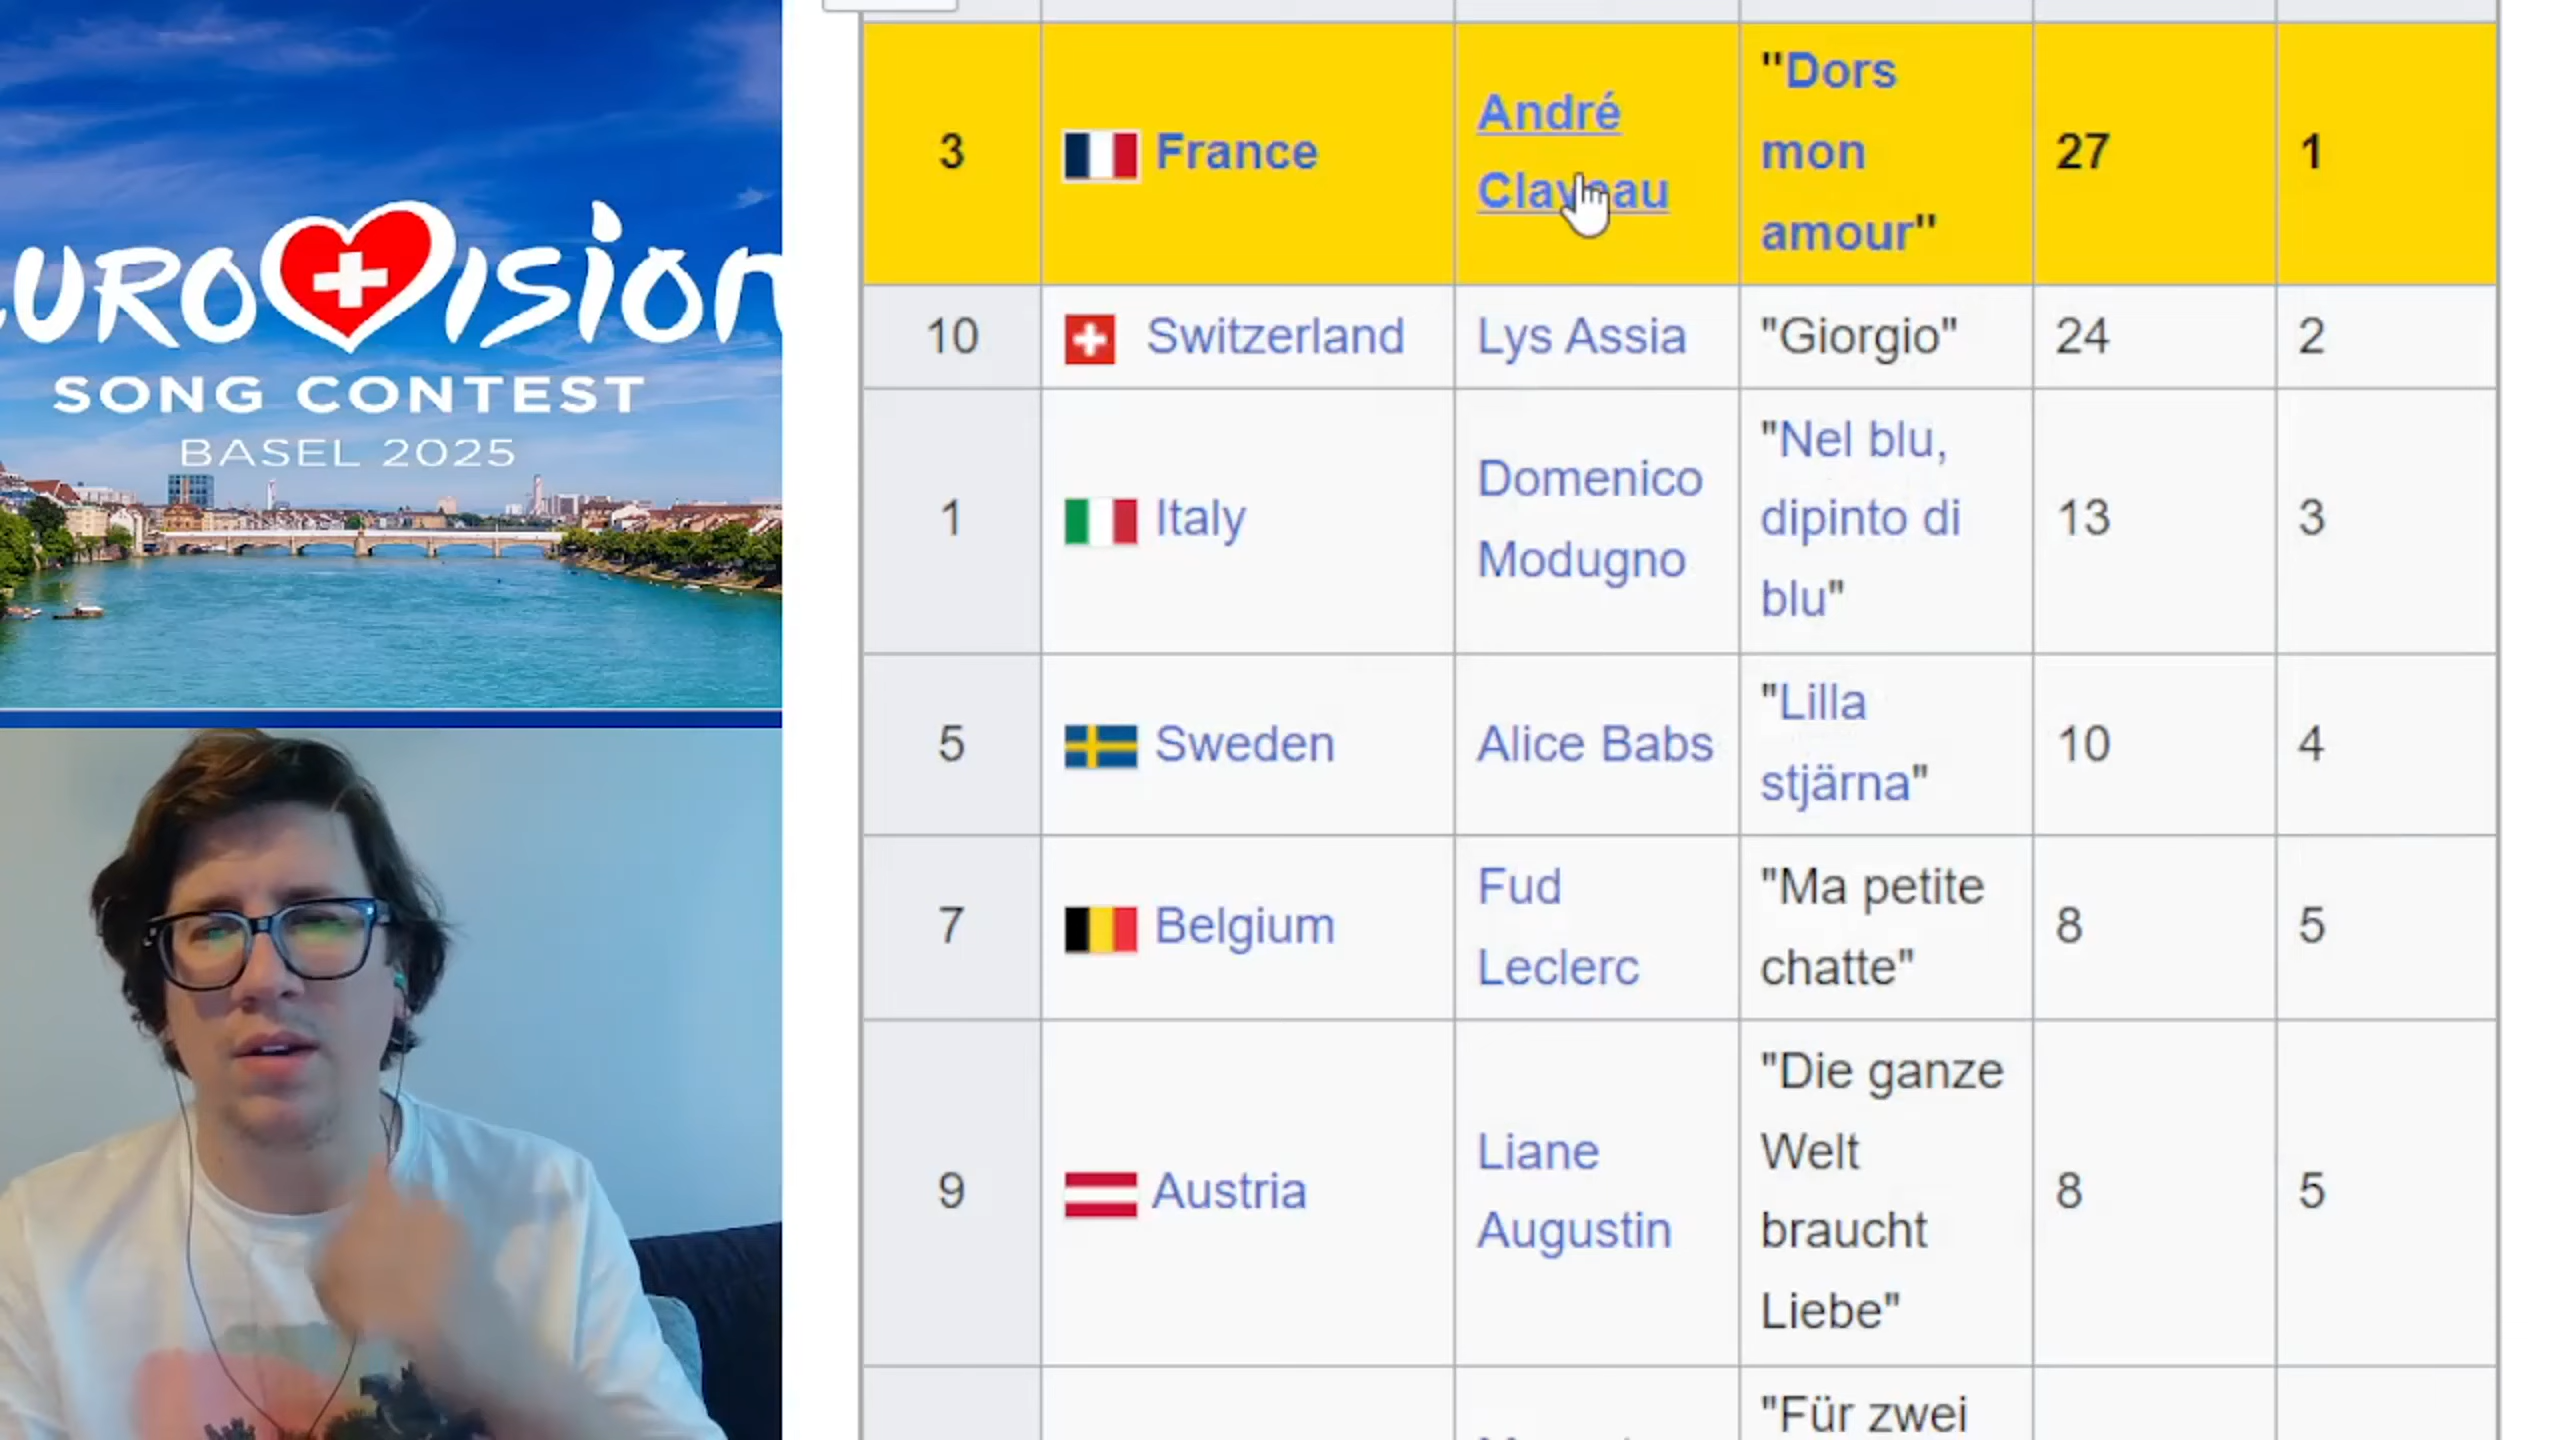 EUROVISION
SONG CONTEST
BASEL 2025
3 France André Claveau "Dors mon amour" 27 1
10 Switzerland Lys Assia "Giorgio" 24 2
1 Italy Domenico Modugno "Nel blu, dipinto di blu" 13 3
5 Sweden Alice Babs "Lilla stjärna" 10 4
7 Belgium Fud Leclerc "Ma petite chatte" 8 5
9 Austria Liane Augustin "Die ganze Welt braucht Liebe" 8 5
"Für zwei